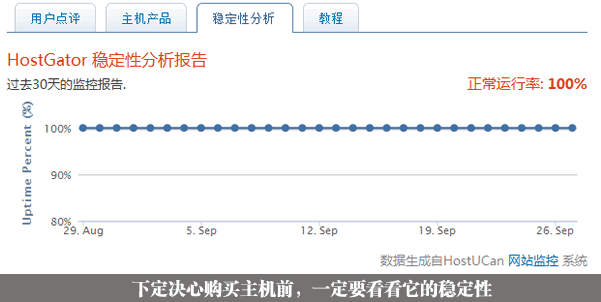 用户点评 主机产品 稳定性分析 教程
HostGator 稳定性分析报告
过去30天的监控报告. 正常运行率: 100%
Uptime Percent (%)
100%
90%
80%
29. Aug 5. Sep 12. Sep 19. Sep 26. Sep
数据生成自HostUCan 网站监控 系统
下定决心购买主机前，一定要看看它的稳定性